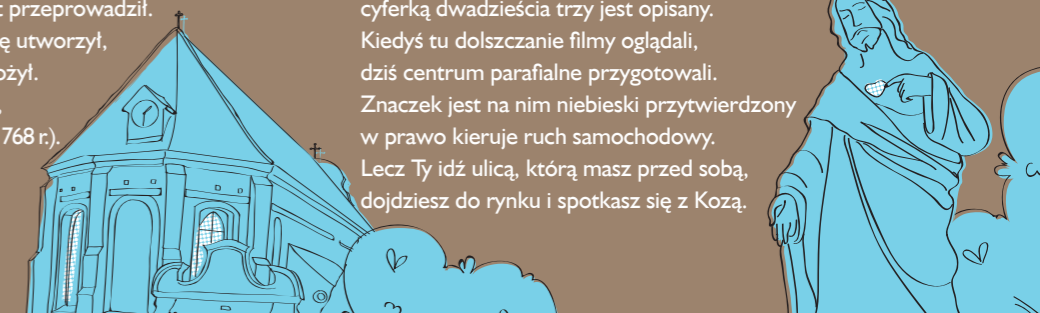 przeprowadził.
utworzył,
768 r.).
cyferką dwadzieścia trzy jest opisany.
Kiedyś tu dolszczanie filmy oglądali,
dziś centrum parafialne przygotowali.
Znaczek jest na nim niebieski przytwierdzony
w prawo kieruje ruch samochodowy.
Lecz Ty idź ulicą, którą masz przed sobą,
dojdziesz do rynku i spotkasz się z Kozą.